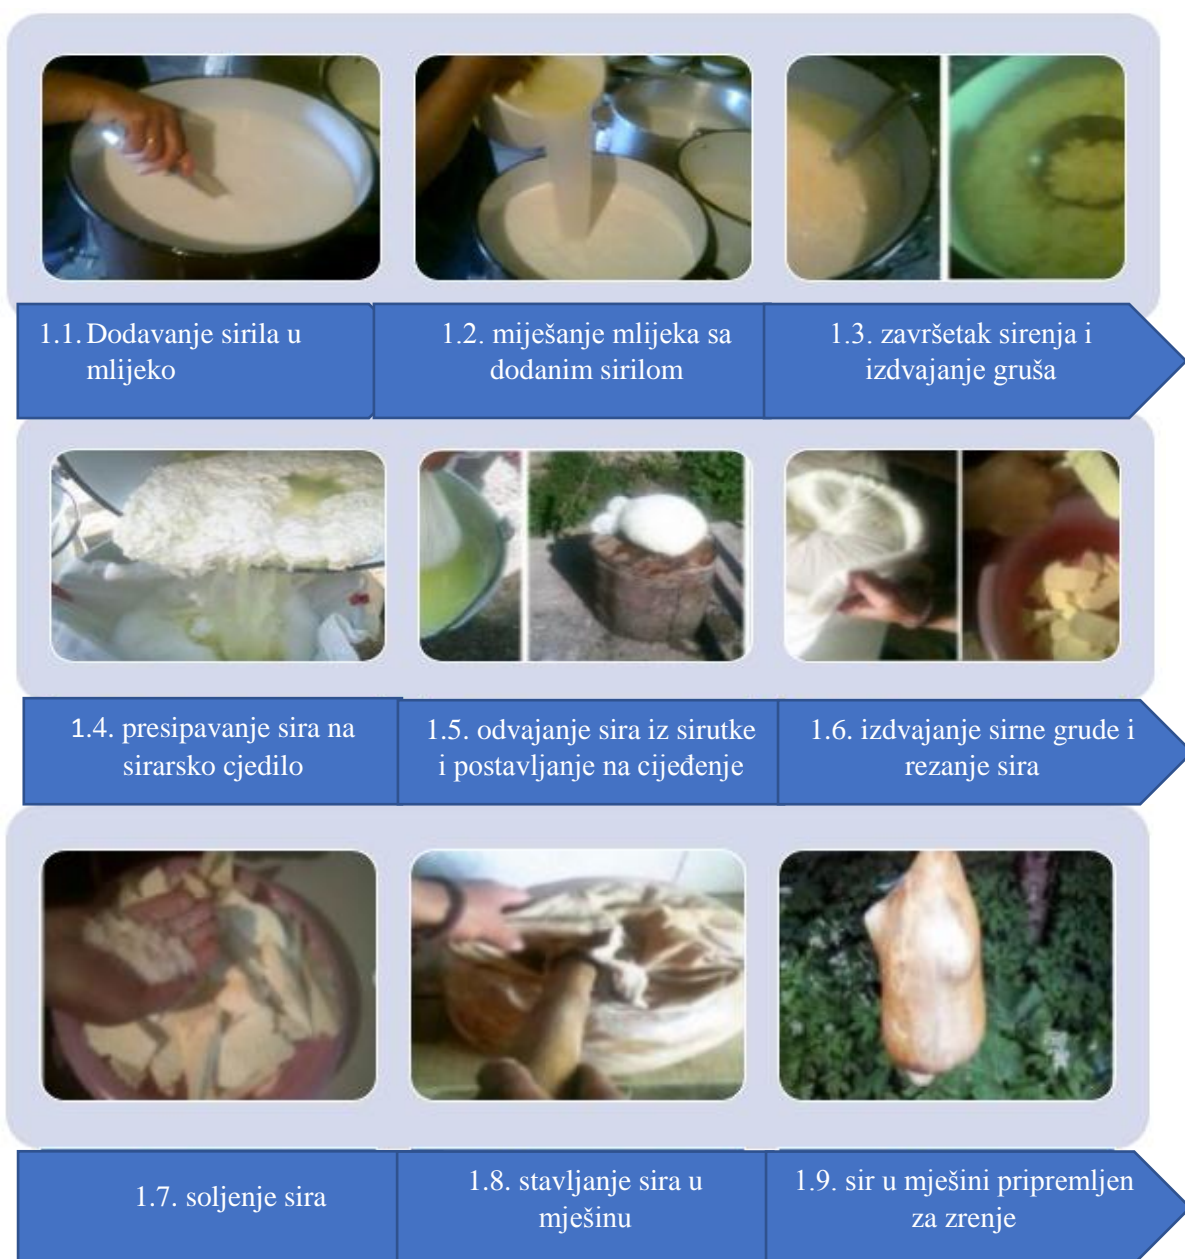 1.1. Dodavanje sirila u
mlijeko
1.2. miješanje mlijeka sa
dodanim sirilom
1.3. završetak sirenja i
izdvajanje gruša
1.4. presipavanje sira na
sirarsko cjedilo
1.5. odvajanje sira iz sirutke
i postavljanje na cijeđenje
1.6. izdvajanje sirne grude i
rezanje sira
1.7. soljenje sira
1.8. stavljanje sira u
mješinu
1.9. sir u mješini pripremljen
za zrenje